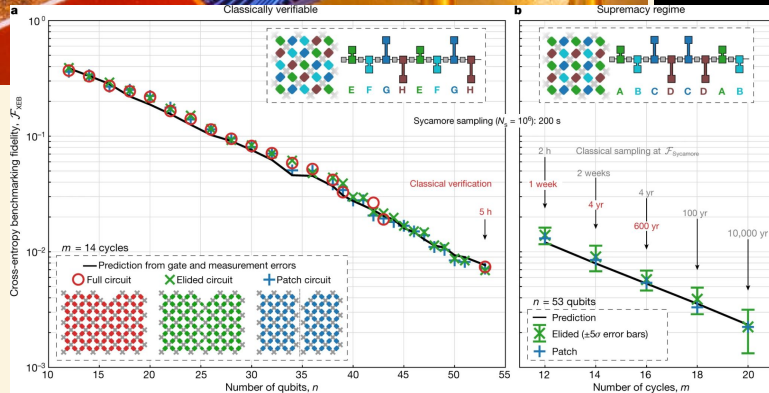 a
Classically verifiable
b
Supremacy regime
Cross-entropy benchmarking fidelity, ℱXEB
10⁰
10⁻¹
10⁻²
10⁻³
E F G H E F G H
Sycamore sampling (Nₛ = 10⁶): 200 s
Classical verification
5 h
m = 14 cycles
Prediction from gate and measurement errors
Full circuit
Elided circuit
Patch circuit
10 15 20 25 30 35 40 45 50 55
Number of qubits, n
A B C D C D A B
Classical sampling at ℱSycamore
2 h
1 week
2 weeks
4 yr
4 yr
600 yr
100 yr
10,000 yr
n = 53 qubits
Prediction
Elided (±5σ error bars)
Patch
12 14 16 18 20
Number of cycles, m